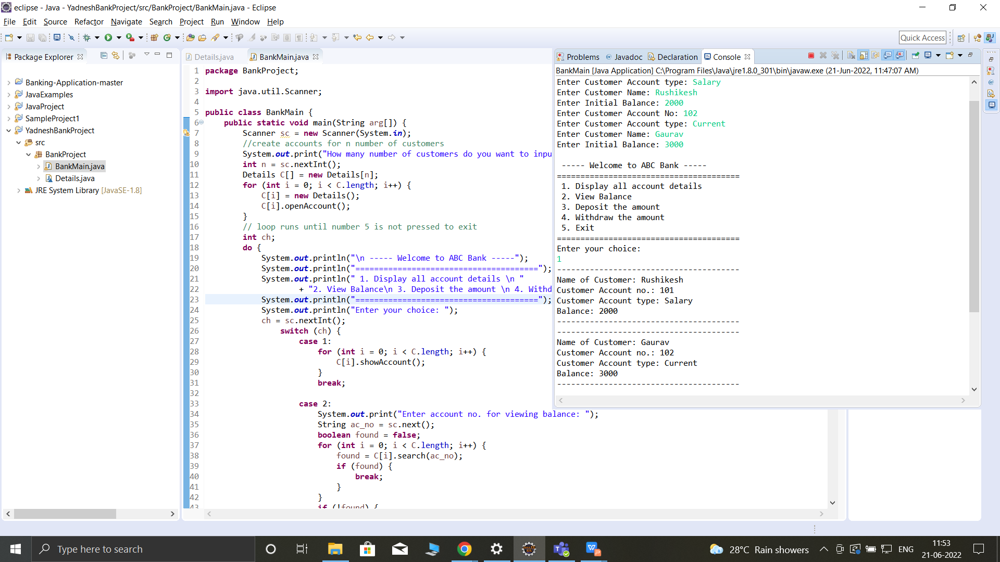 eclipse - Java - YadneshBankProject/src/BankProject/BankMain.java - Eclipse
File Edit Source Refactor Navigate Search Project Run Window Help
Quick Access
Package Explorer
Banking-Application-master
JavaExamples
JavaProject
SampleProject1
YadneshBankProject
src
BankProject
BankMain.java
Details.java
JRE System Library [JavaSE-1.8]
Details.java BankMain.java
1 package BankProject;
2
3 import java.util.Scanner;
4
5 public class BankMain {
6 public static void main(String arg[]) {
7 Scanner sc = new Scanner(System.in);
8 //create accounts for n number of customers
9 System.out.print("How many number of customers do you want to inpu
10 int n = sc.nextInt();
11 Details C[] = new Details[n];
12 for (int i = 0; i < C.length; i++) {
13 C[i] = new Details();
14 C[i].openAccount();
15 }
16 // loop runs until number 5 is not pressed to exit
17 int ch;
18 do {
19 System.out.println("\n ----- Welcome to ABC Bank -----");
20 System.out.println("=======================================");
21 System.out.println(" 1. Display all account details \n "
22 + "2. View Balance\n 3. Deposit the amount \n 4. Withd
23 System.out.println("=======================================");
24 System.out.println("Enter your choice: ");
25 ch = sc.nextInt();
26 switch (ch) {
27 case 1:
28 for (int i = 0; i < C.length; i++) {
29 C[i].showAccount();
30 }
31 break;
32
33 case 2:
34 System.out.print("Enter account no. for viewing balance: ");
35 String ac_no = sc.next();
36 boolean found = false;
37 for (int i = 0; i < C.length; i++) {
38 found = C[i].search(ac_no);
39 if (found) {
40 break;
41 }
42 }
43 if (!found) {
Problems Javadoc Declaration Console
BankMain [Java Application] C:\Program Files\Java\jre1.8.0_301\bin\javaw.exe (21-Jun-2022, 11:47:07 AM)
Enter Customer Account type: Salary
Enter Customer Name: Rushikesh
Enter Initial Balance: 2000
Enter Customer Account No: 102
Enter Customer Account type: Current
Enter Customer Name: Gaurav
Enter Initial Balance: 3000
----- Welcome to ABC Bank -----
=======================================
1. Display all account details
2. View Balance
3. Deposit the amount
4. Withdraw the amount
5. Exit
=======================================
Enter your choice:
1
---------------------------------------
Name of Customer: Rushikesh
Customer Account no.: 101
Customer Account type: Salary
Balance: 2000
---------------------------------------
---------------------------------------
Name of Customer: Gaurav
Customer Account no.: 102
Customer Account type: Current
Balance: 3000
---------------------------------------
Type here to search
28°C Rain showers
ENG
11:53
21-06-2022